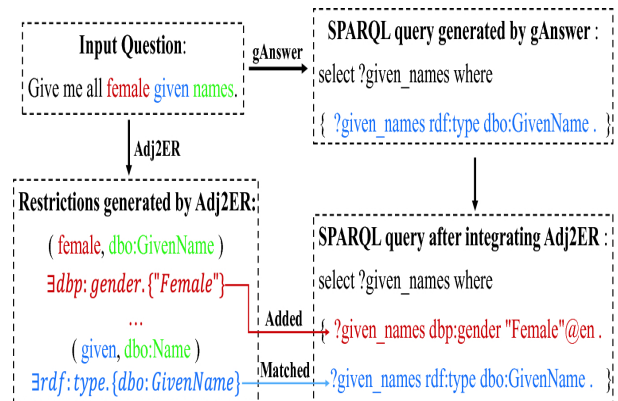 Input Question:
Give me all female given names.
gAnswer
SPARQL query generated by gAnswer :
select ?given_names where
{ ?given_names rdf:type dbo:GivenName . }
Adj2ER
Restrictions generated by Adj2ER:
( female, dbo:GivenName )
∃dbp: gender.{"Female"}
...
( given, dbo:Name )
∃rdf: type.{dbo: GivenName}
Added
Matched
SPARQL query after integrating Adj2ER :
select ?given_names where
{ ?given_names dbp:gender "Female"@en .
?given_names rdf:type dbo:GivenName . }